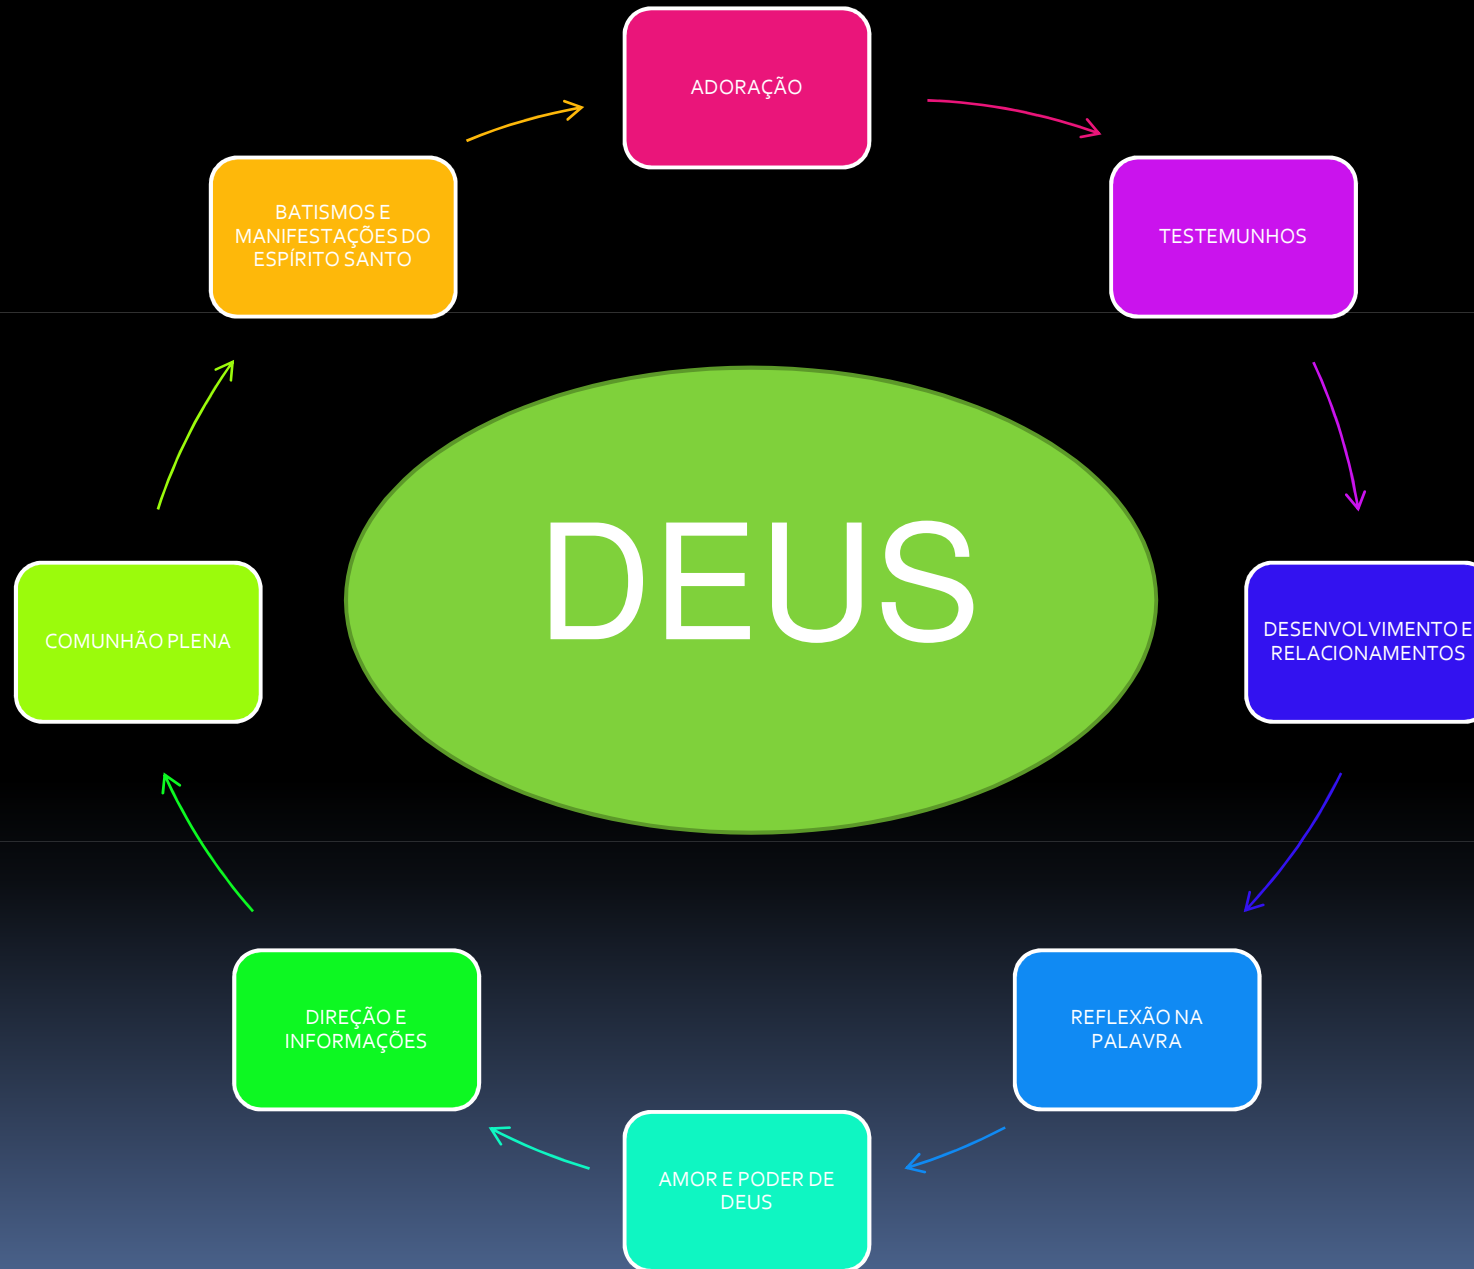 ADORAÇÃO
TESTEMUNHOS
BATISMOS E
MANIFESTAÇÕES DO
ESPÍRITO SANTO
DEUS
COMUNHÃO PLENA
DESENVOLVIMENTO E
RELACIONAMENTOS
DIREÇÃO E
INFORMAÇÕES
REFLEXÃO NA
PALAVRA
AMOR E PODER DE
DEUS